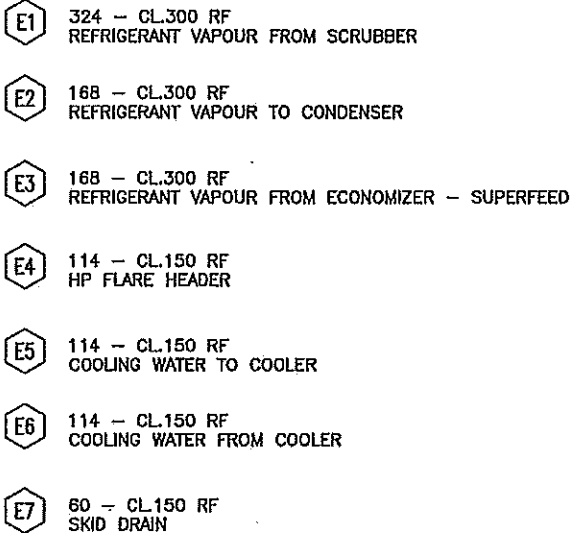 E1 324 – CL.300 RF
REFRIGERANT VAPOUR FROM SCRUBBER
E2 168 – CL.300 RF
REFRIGERANT VAPOUR TO CONDENSER
E3 168 – CL.300 RF
REFRIGERANT VAPOUR FROM ECONOMIZER – SUPERFEED
E4 114 – CL.150 RF
HP FLARE HEADER
E5 114 – CL.150 RF
COOLING WATER TO COOLER
E6 114 – CL.150 RF
COOLING WATER FROM COOLER
E7 60 – CL.150 RF
SKID DRAIN